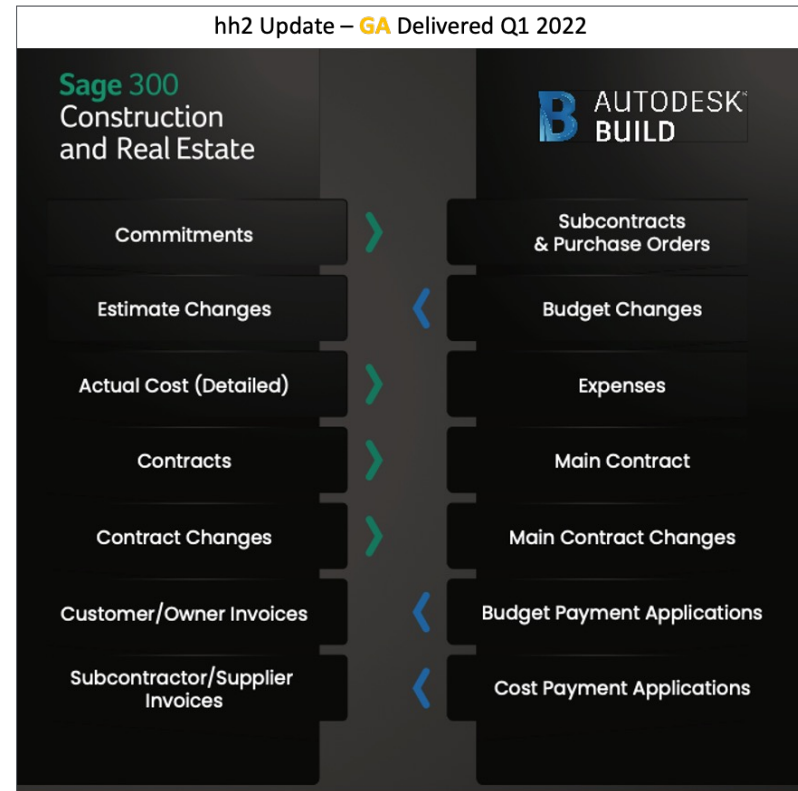 hh2 Update – GA Delivered Q1 2022
Sage 300
Construction
and Real Estate
AUTODESK
BUILD
Commitments
Subcontracts
& Purchase Orders
Estimate Changes
Budget Changes
Actual Cost (Detailed)
Expenses
Contracts
Main Contract
Contract Changes
Main Contract Changes
Customer/Owner Invoices
Budget Payment Applications
Subcontractor/Supplier
Invoices
Cost Payment Applications